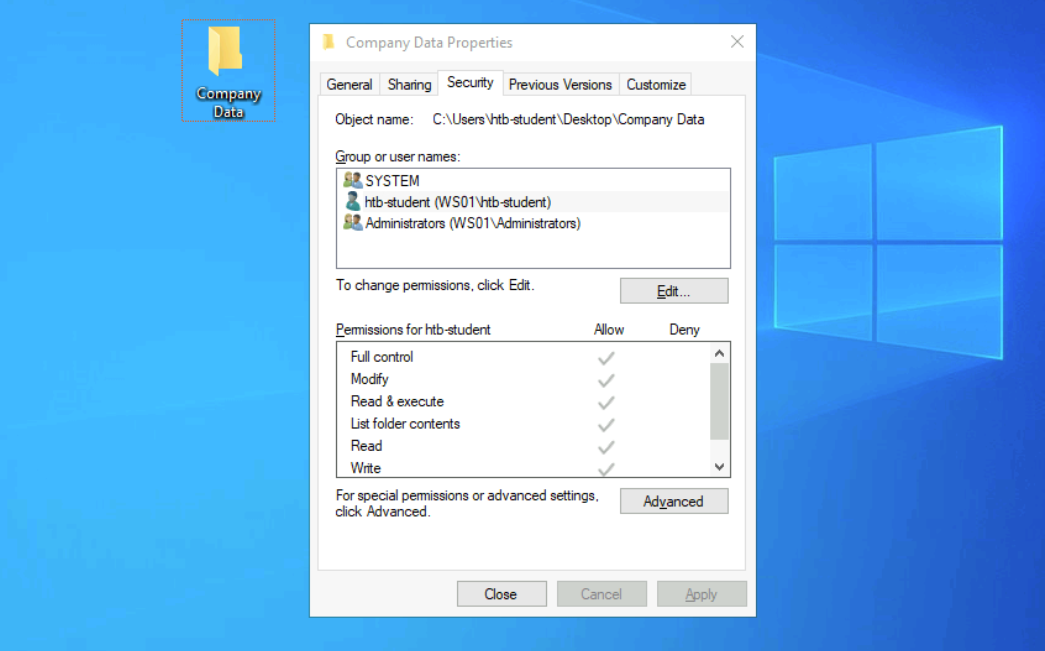 Company
Data
Company Data Properties
General Sharing Security Previous Versions Customize
Object name: C:\Users\htb-student\Desktop\Company Data
Group or user names:
SYSTEM
htb-student (WS01\htb-student)
Administrators (WS01\Administrators)
To change permissions, click Edit.
Edit...
Permissions for htb-student Allow Deny
Full control
Modify
Read & execute
List folder contents
Read
Write
For special permissions or advanced settings,
click Advanced.
Advanced
Close Cancel Apply